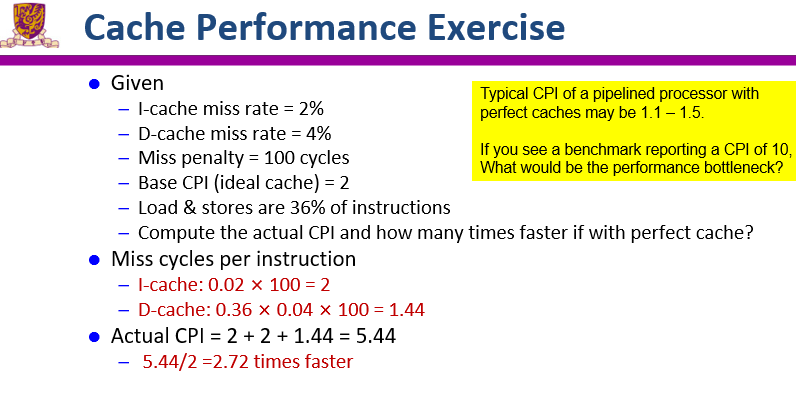 Cache Performance Exercise
● Given
– I-cache miss rate = 2%
– D-cache miss rate = 4%
– Miss penalty = 100 cycles
– Base CPI (ideal cache) = 2
– Load & stores are 36% of instructions
– Compute the actual CPI and how many times faster if with perfect cache?
● Miss cycles per instruction
– I-cache: 0.02 × 100 = 2
– D-cache: 0.36 × 0.04 × 100 = 1.44
● Actual CPI = 2 + 2 + 1.44 = 5.44
– 5.44/2 =2.72 times faster
Typical CPI of a pipelined processor with
perfect caches may be 1.1 – 1.5.
If you see a benchmark reporting a CPI of 10,
What would be the performance bottleneck?